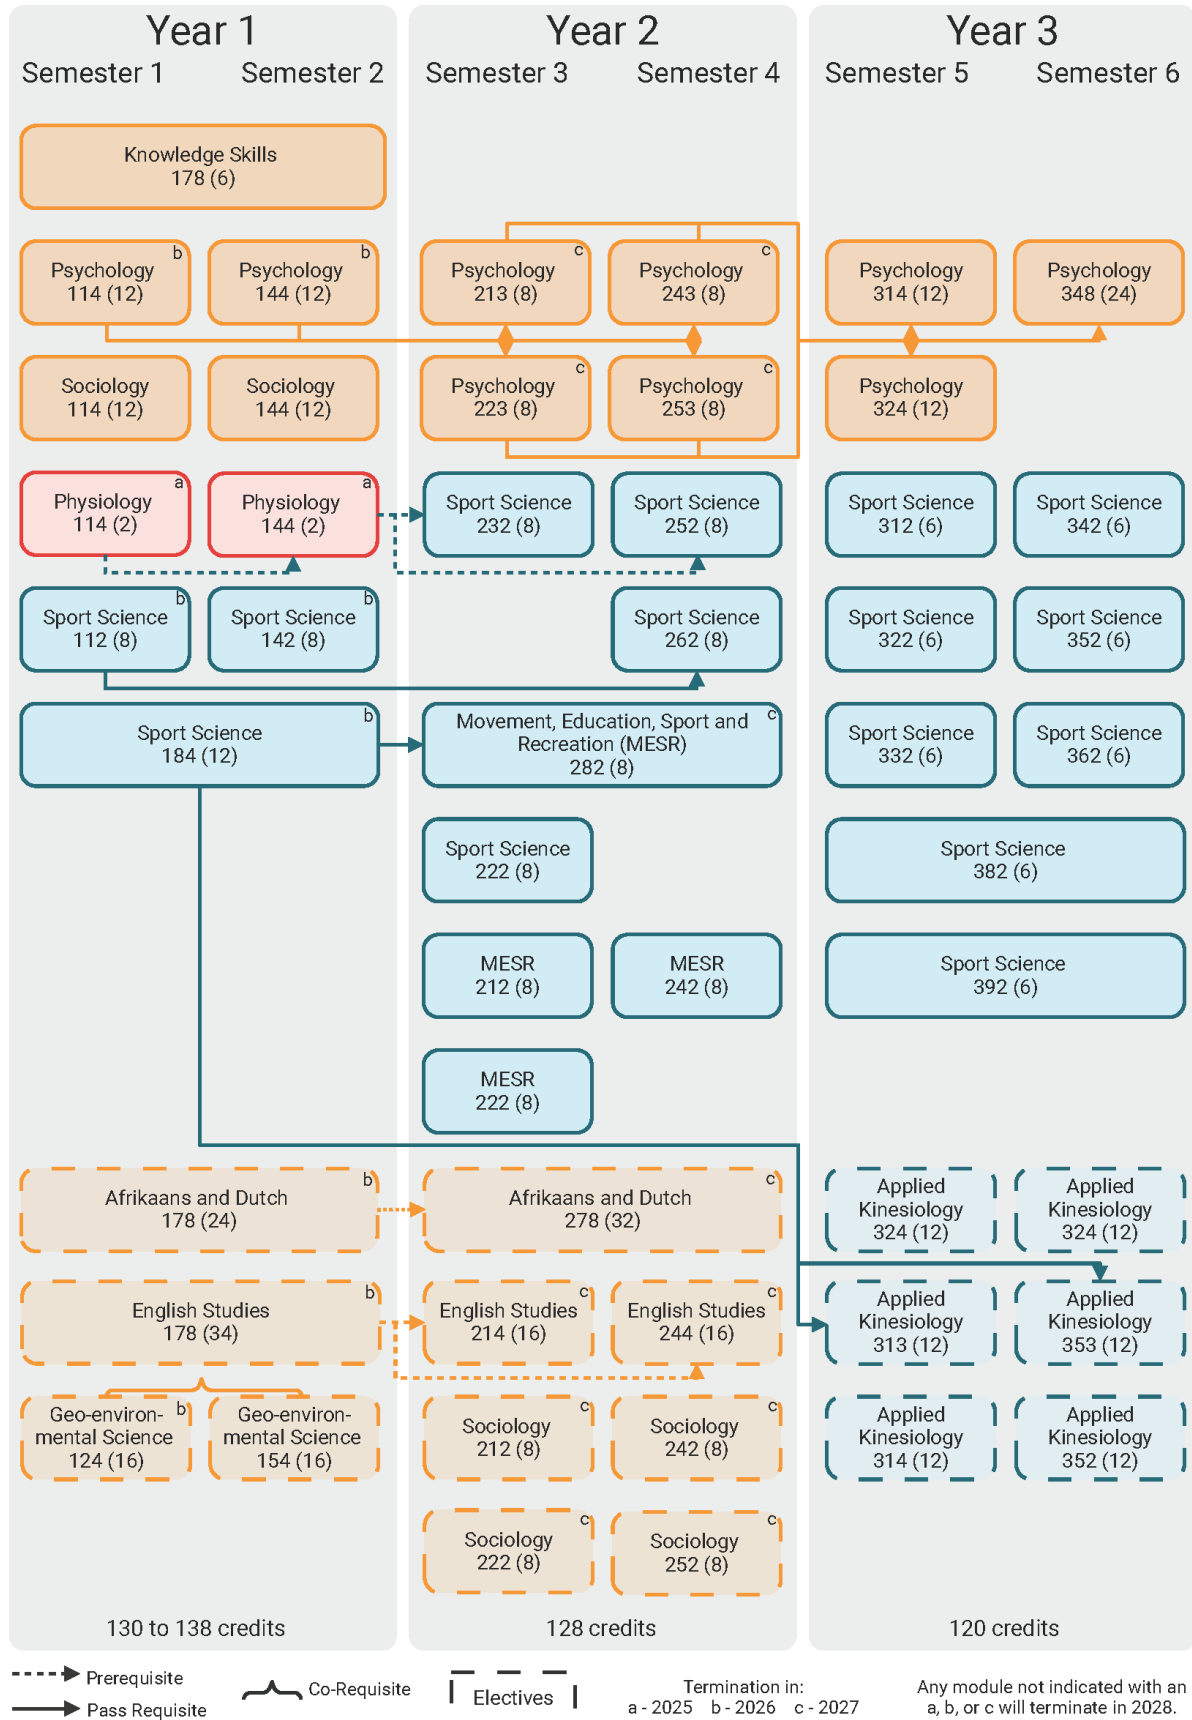 Year 1
Year 2
Year 3
Semester 1
Semester 2
Semester 3
Semester 4
Semester 5
Semester 6
Knowledge Skills
178 (6)
b
Psychology
114 (12)
b
Psychology
144 (12)
c
Psychology
213 (8)
c
Psychology
243 (8)
Psychology
314 (12)
Psychology
348 (24)
Sociology
114 (12)
Sociology
144 (12)
c
Psychology
223 (8)
c
Psychology
253 (8)
Psychology
324 (12)
a
Physiology
114 (2)
a
Physiology
144 (2)
Sport Science
232 (8)
Sport Science
252 (8)
Sport Science
312 (6)
Sport Science
342 (6)
b
Sport Science
112 (8)
b
Sport Science
142 (8)
Sport Science
262 (8)
Sport Science
322 (6)
Sport Science
352 (6)
b
Sport Science
184 (12)
c
Movement, Education, Sport and
Recreation (MESR)
282 (8)
Sport Science
332 (6)
Sport Science
362 (6)
Sport Science
222 (8)
Sport Science
382 (6)
MESR
212 (8)
MESR
242 (8)
Sport Science
392 (6)
MESR
222 (8)
b
Afrikaans and Dutch
178 (24)
c
Afrikaans and Dutch
278 (32)
Applied
Kinesiology
324 (12)
Applied
Kinesiology
324 (12)
b
English Studies
178 (34)
c
English Studies
214 (16)
c
English Studies
244 (16)
Applied
Kinesiology
313 (12)
Applied
Kinesiology
353 (12)
b
Geo-environ-
mental Science
124 (16)
Geo-environ-
mental Science
154 (16)
c
Sociology
212 (8)
c
Sociology
242 (8)
Applied
Kinesiology
314 (12)
Applied
Kinesiology
352 (12)
c
Sociology
222 (8)
c
Sociology
252 (8)
130 to 138 credits
128 credits
120 credits
Prerequisite
Pass Requisite
Co-Requisite
Electives
Termination in:
a - 2025 b - 2026 c - 2027
Any module not indicated with an
a, b, or c will terminate in 2028.